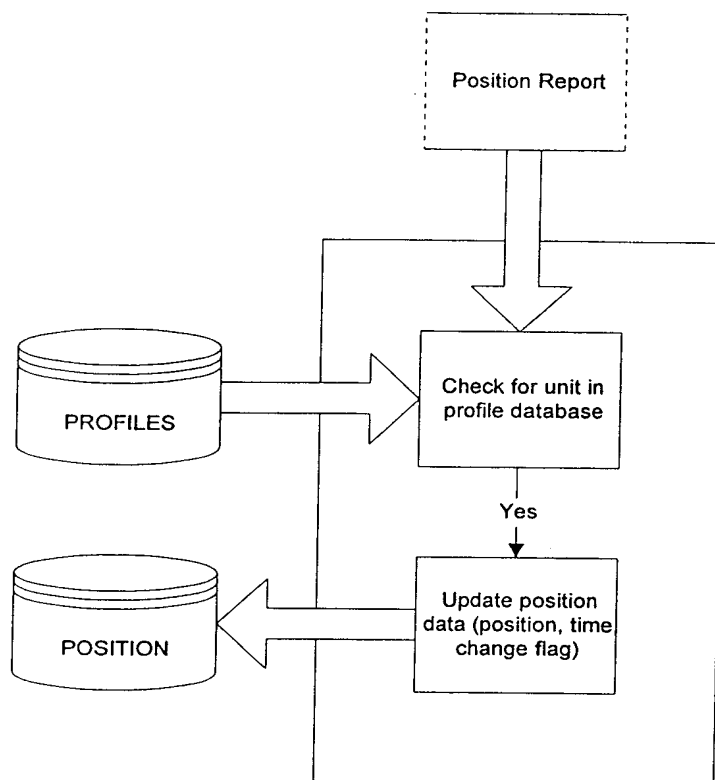 Position Report
Check for unit in
profile database
PROFILES
Yes
Update position
data (position, time
change flag)
POSITION